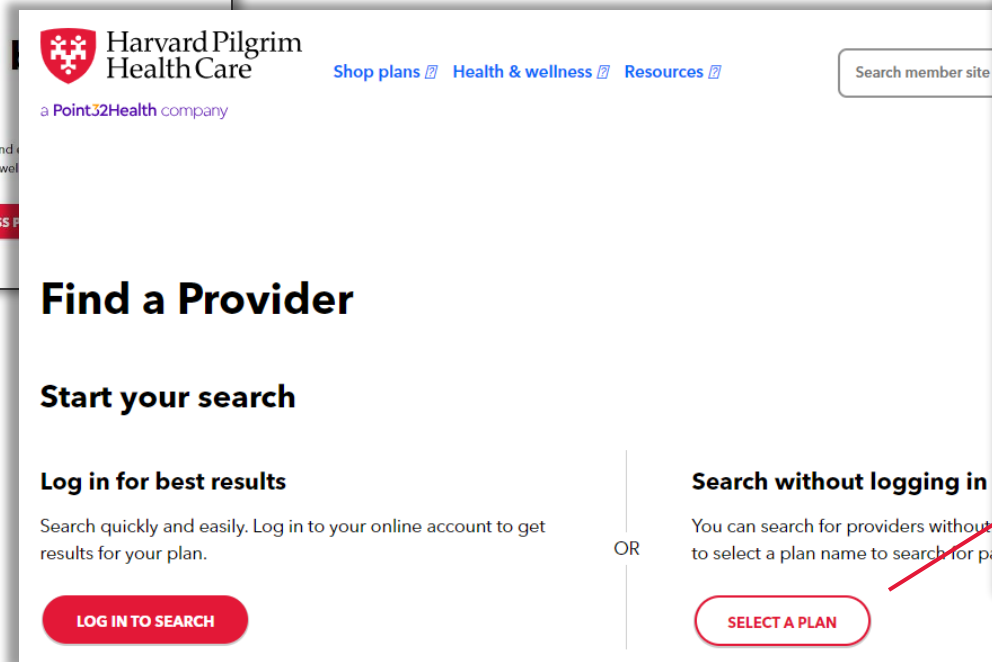 Harvard Pilgrim
Health Care
a Point32Health company
Shop plans
Health & wellness
Resources
Search member site
Find a Provider
Start your search
Log in for best results
Search quickly and easily. Log in to your online account to get
results for your plan.
LOG IN TO SEARCH
OR
Search without logging in
You can search for providers without
to select a plan name to search for
SELECT A PLAN